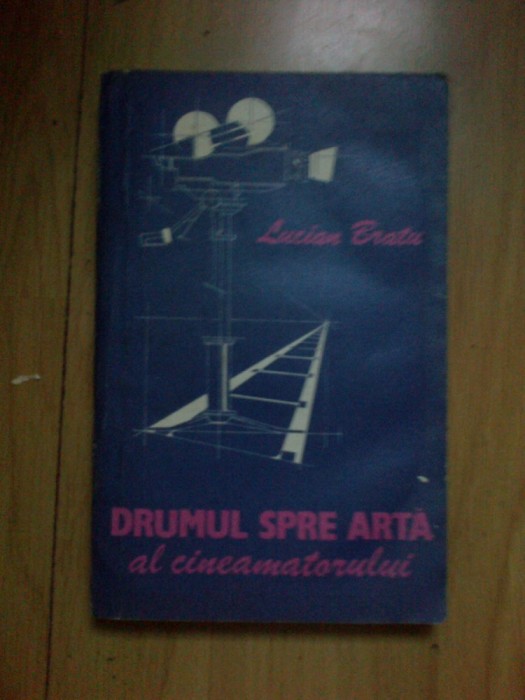 Lucian Bratu
DRUMUL SPRE ARTĂ
al cineamatorului